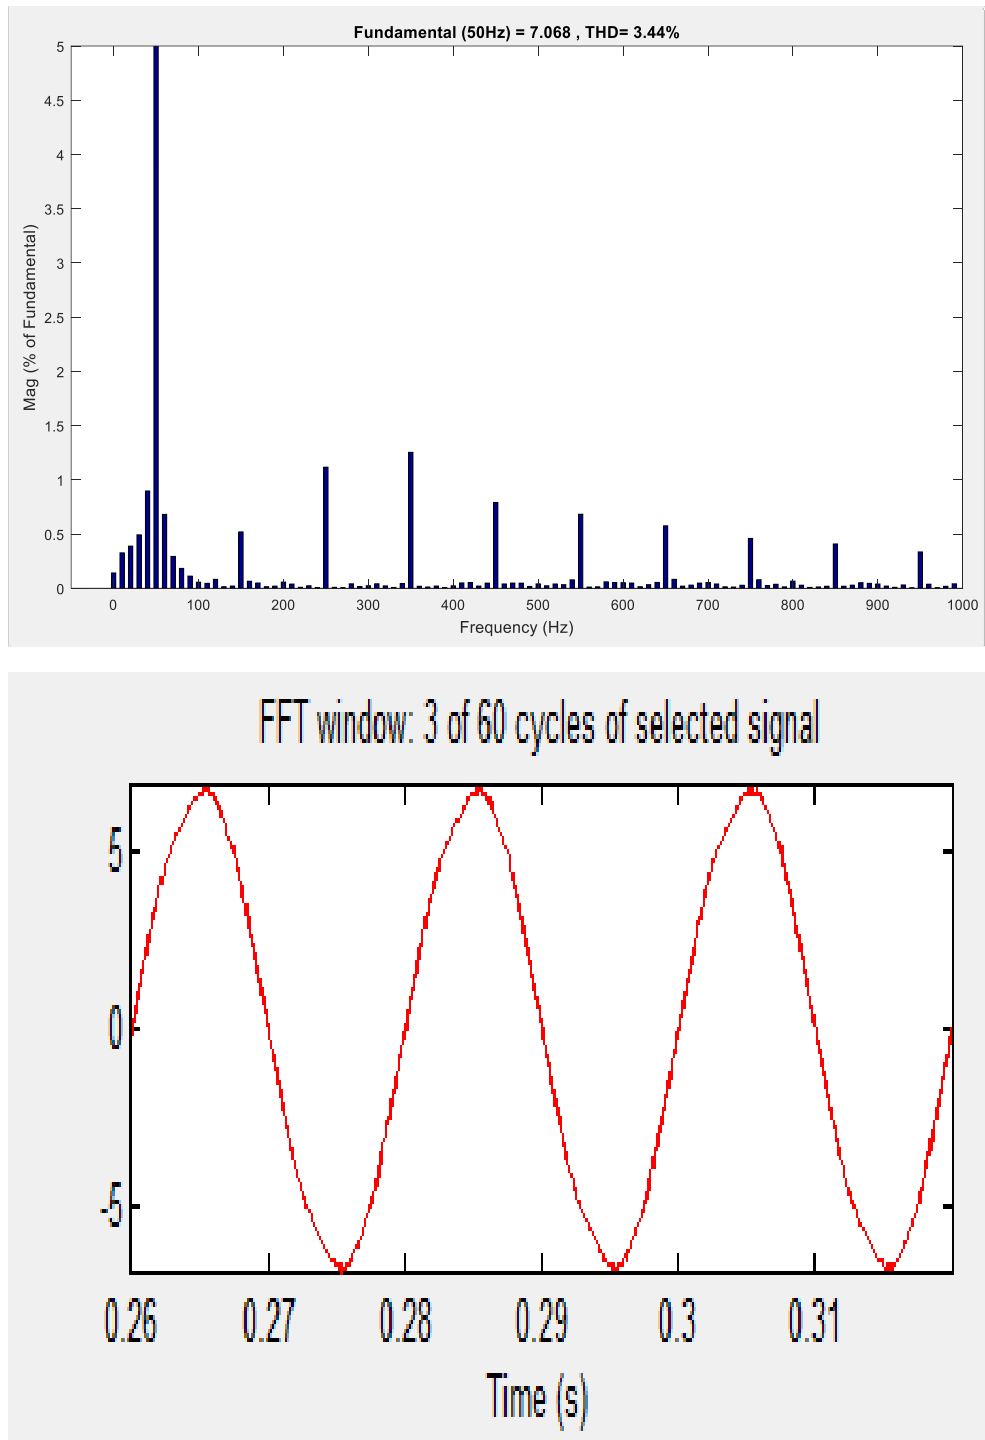 Fundamental (50Hz) = 7.068 , THD= 3.44%
5
4.5
4
3.5
3
2.5
2
1.5
1
0.5
0
Mag (% of Fundamental)
0 100 200 300 400 500 600 700 800 900 1000
Frequency (Hz)
FFT window: 3 of 60 cycles of selected signal
5
0
-5
0.26 0.27 0.28 0.29 0.3 0.31
Time (s)